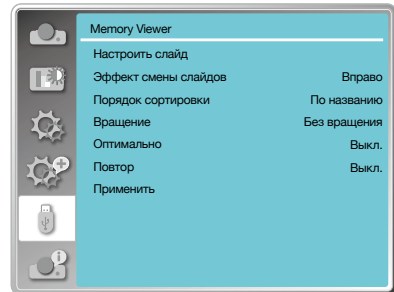 Memory Viewer
Настроить слайд
Эффект смены слайдов Вправо
Порядок сортировки По названию
Вращение Без вращения
Оптимально Выкл.
Повтор Выкл.
Применить